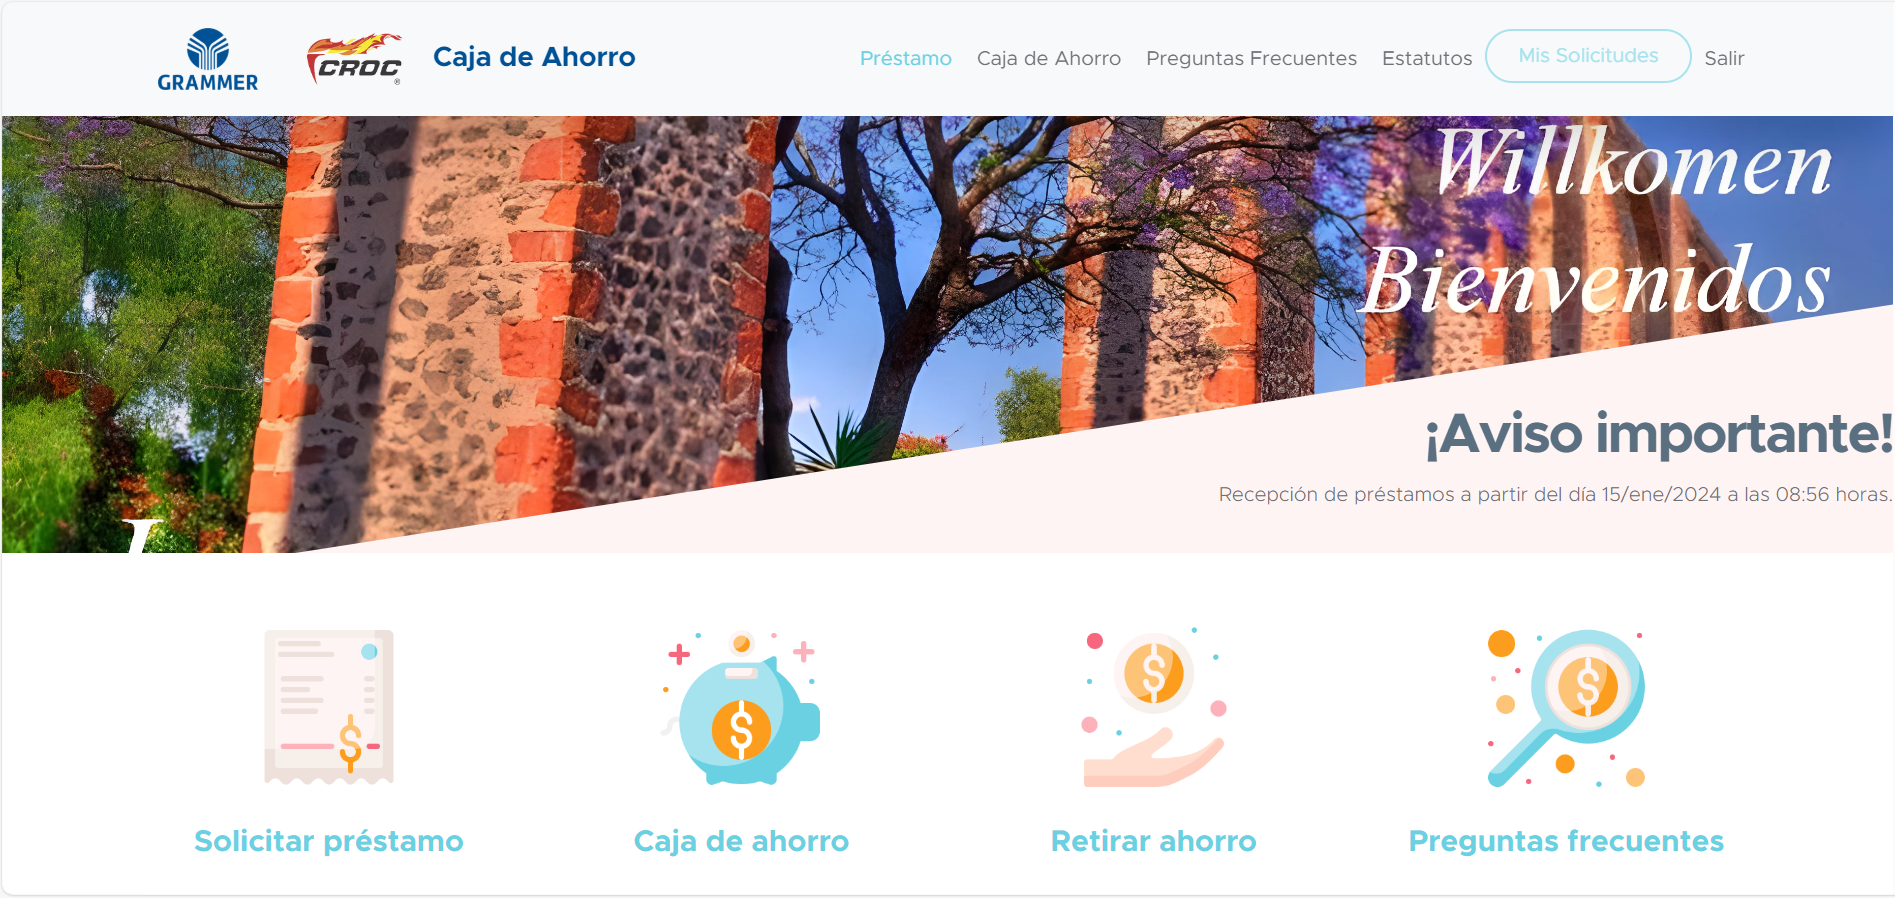 GRAMMER
CROC
®
Caja de Ahorro
Préstamo
Caja de Ahorro
Preguntas Frecuentes
Estatutos
Mis Solicitudes
Salir
Willkomen
Bienvenidos
¡Aviso importante!
Recepción de préstamos a partir del día 15/ene/2024 a las 08:56 horas.
Solicitar préstamo
Caja de ahorro
Retirar ahorro
Preguntas frecuentes